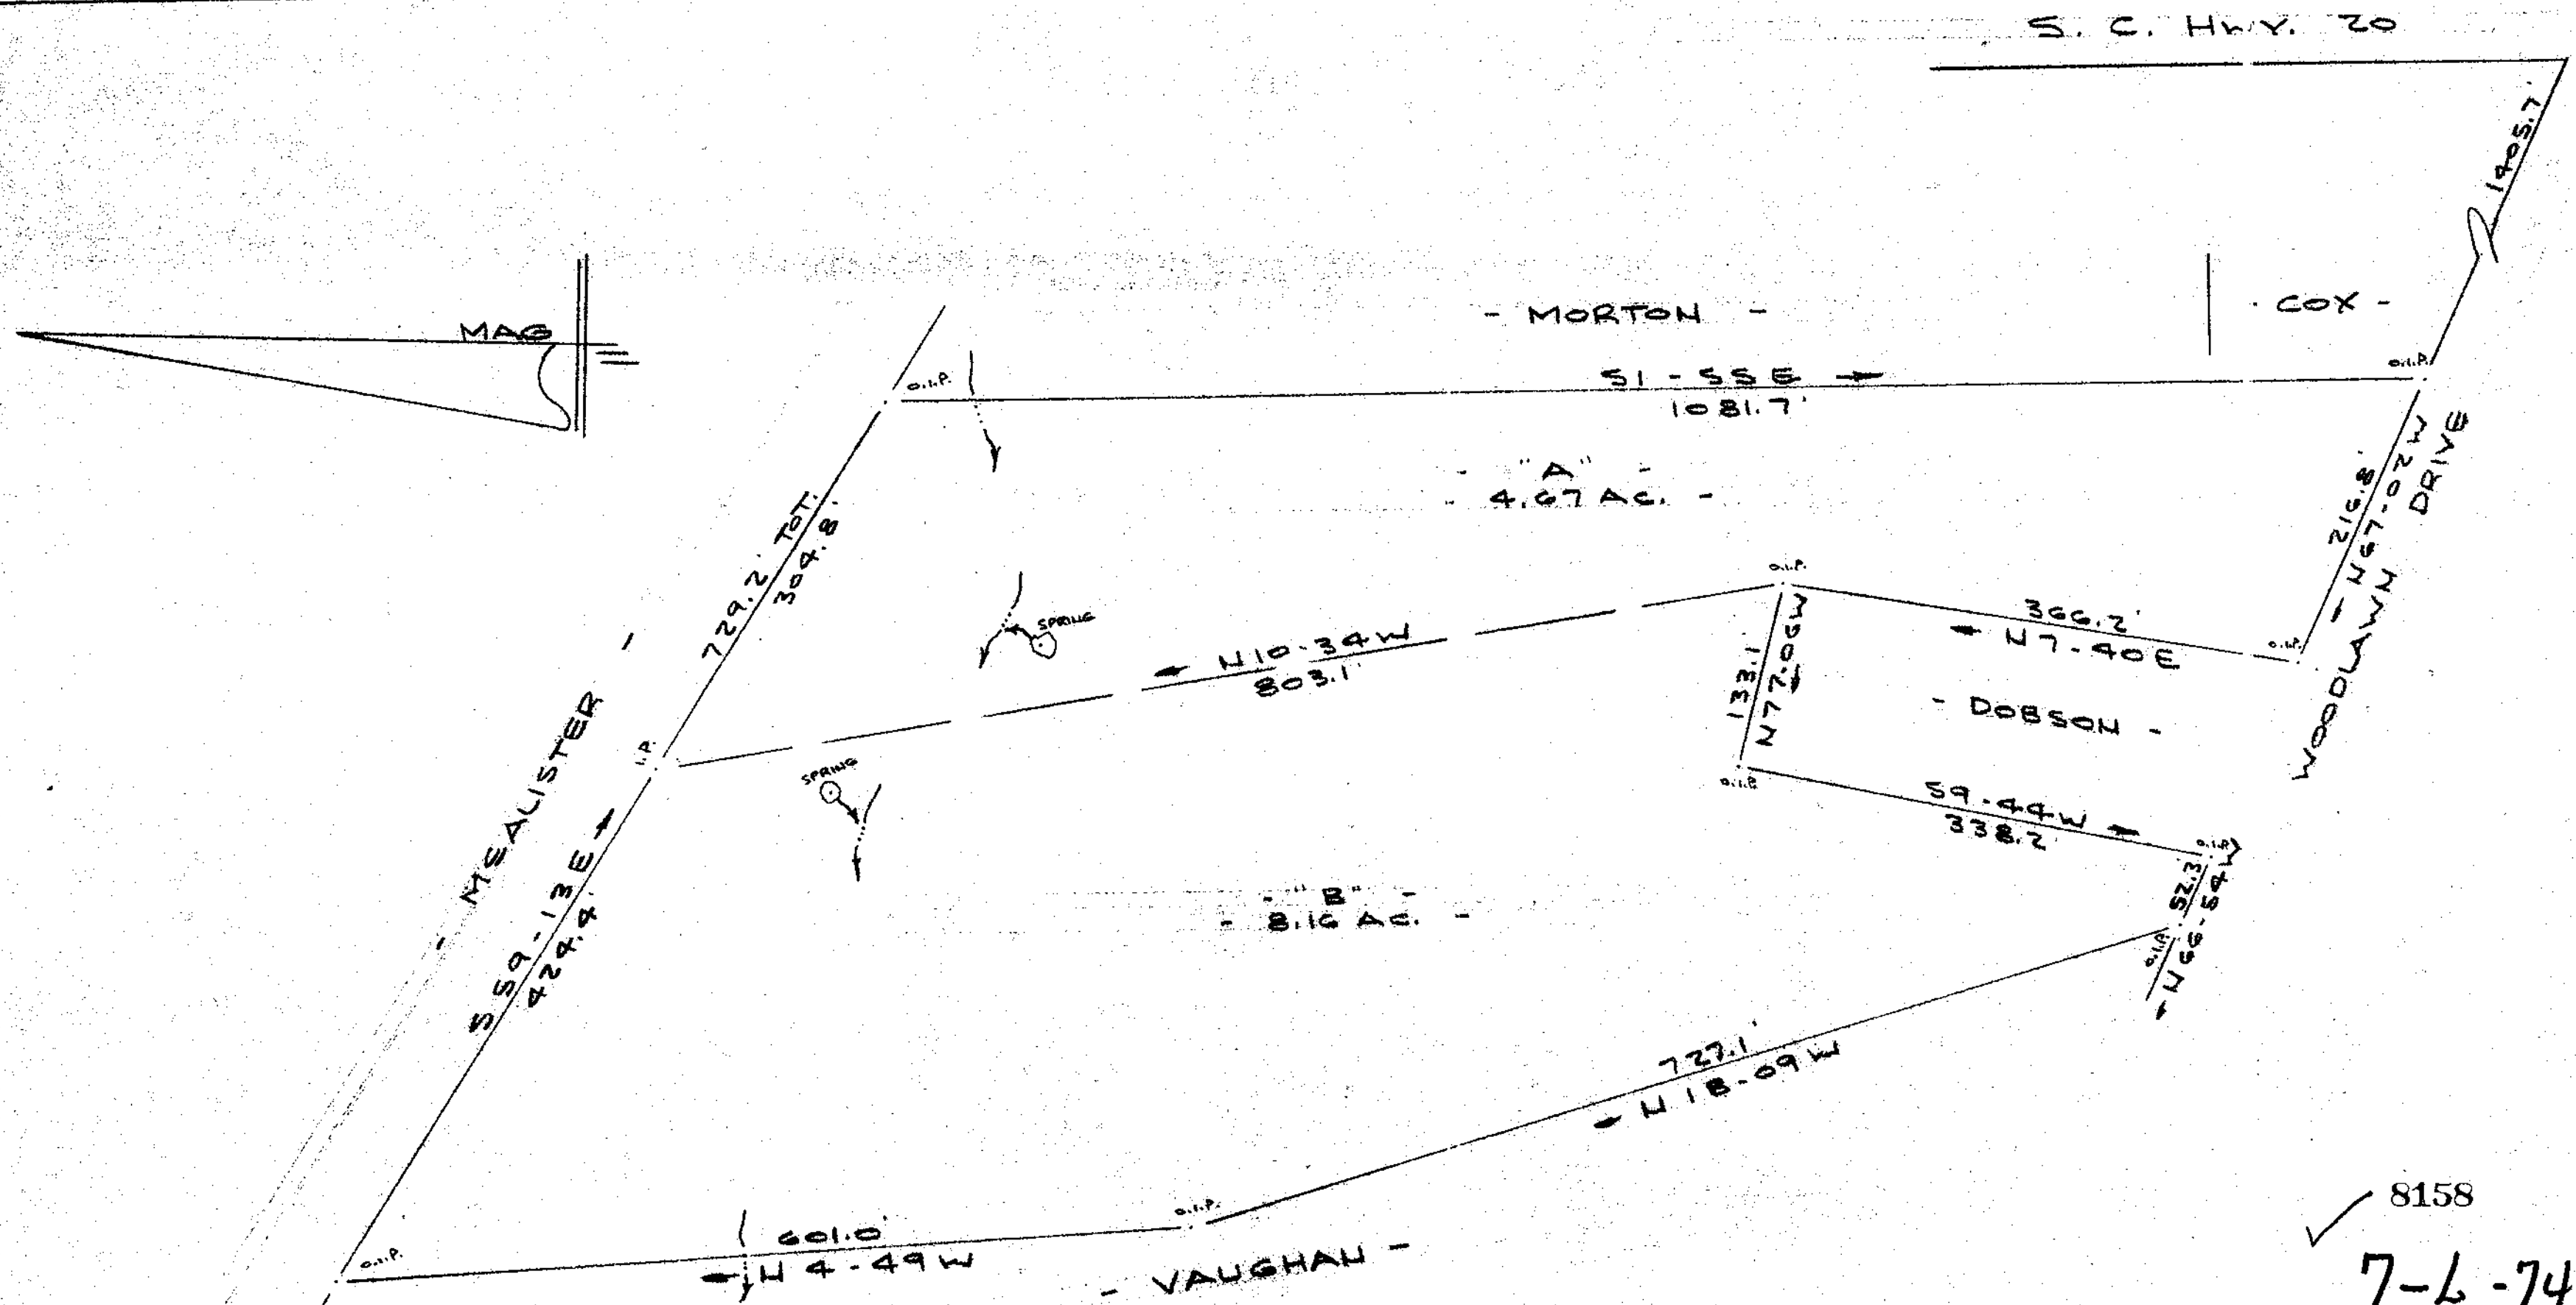 S. C. HWY. 20
1405.7'
MAG
- MORTON -
- COX -
O.I.P.
O.I.P.
S1-55E
1081.7'
- "A" -
- 4.67 AC. -
216.8'
N67-02W
WOODLAWN DRIVE
729.2' TOT.
304.8'
O.I.P.
SPRING
366.2'
N7-40E
O.I.P.
N10-34W
803.1'
133.1'
N77-06W
- DOBSON -
- MCALISTER -
I.P.
SPRING
O.I.P.
S9-44W
338.2'
O.I.P.
52.3'
N66-54W
O.I.P.
S59-13E
424.4'
- "B" -
- 8.16 AC. -
727.1'
N18-09W
O.I.P.
O.I.P.
601.0'
N4-49W
- VAUGHAN -
8158
7-L-74